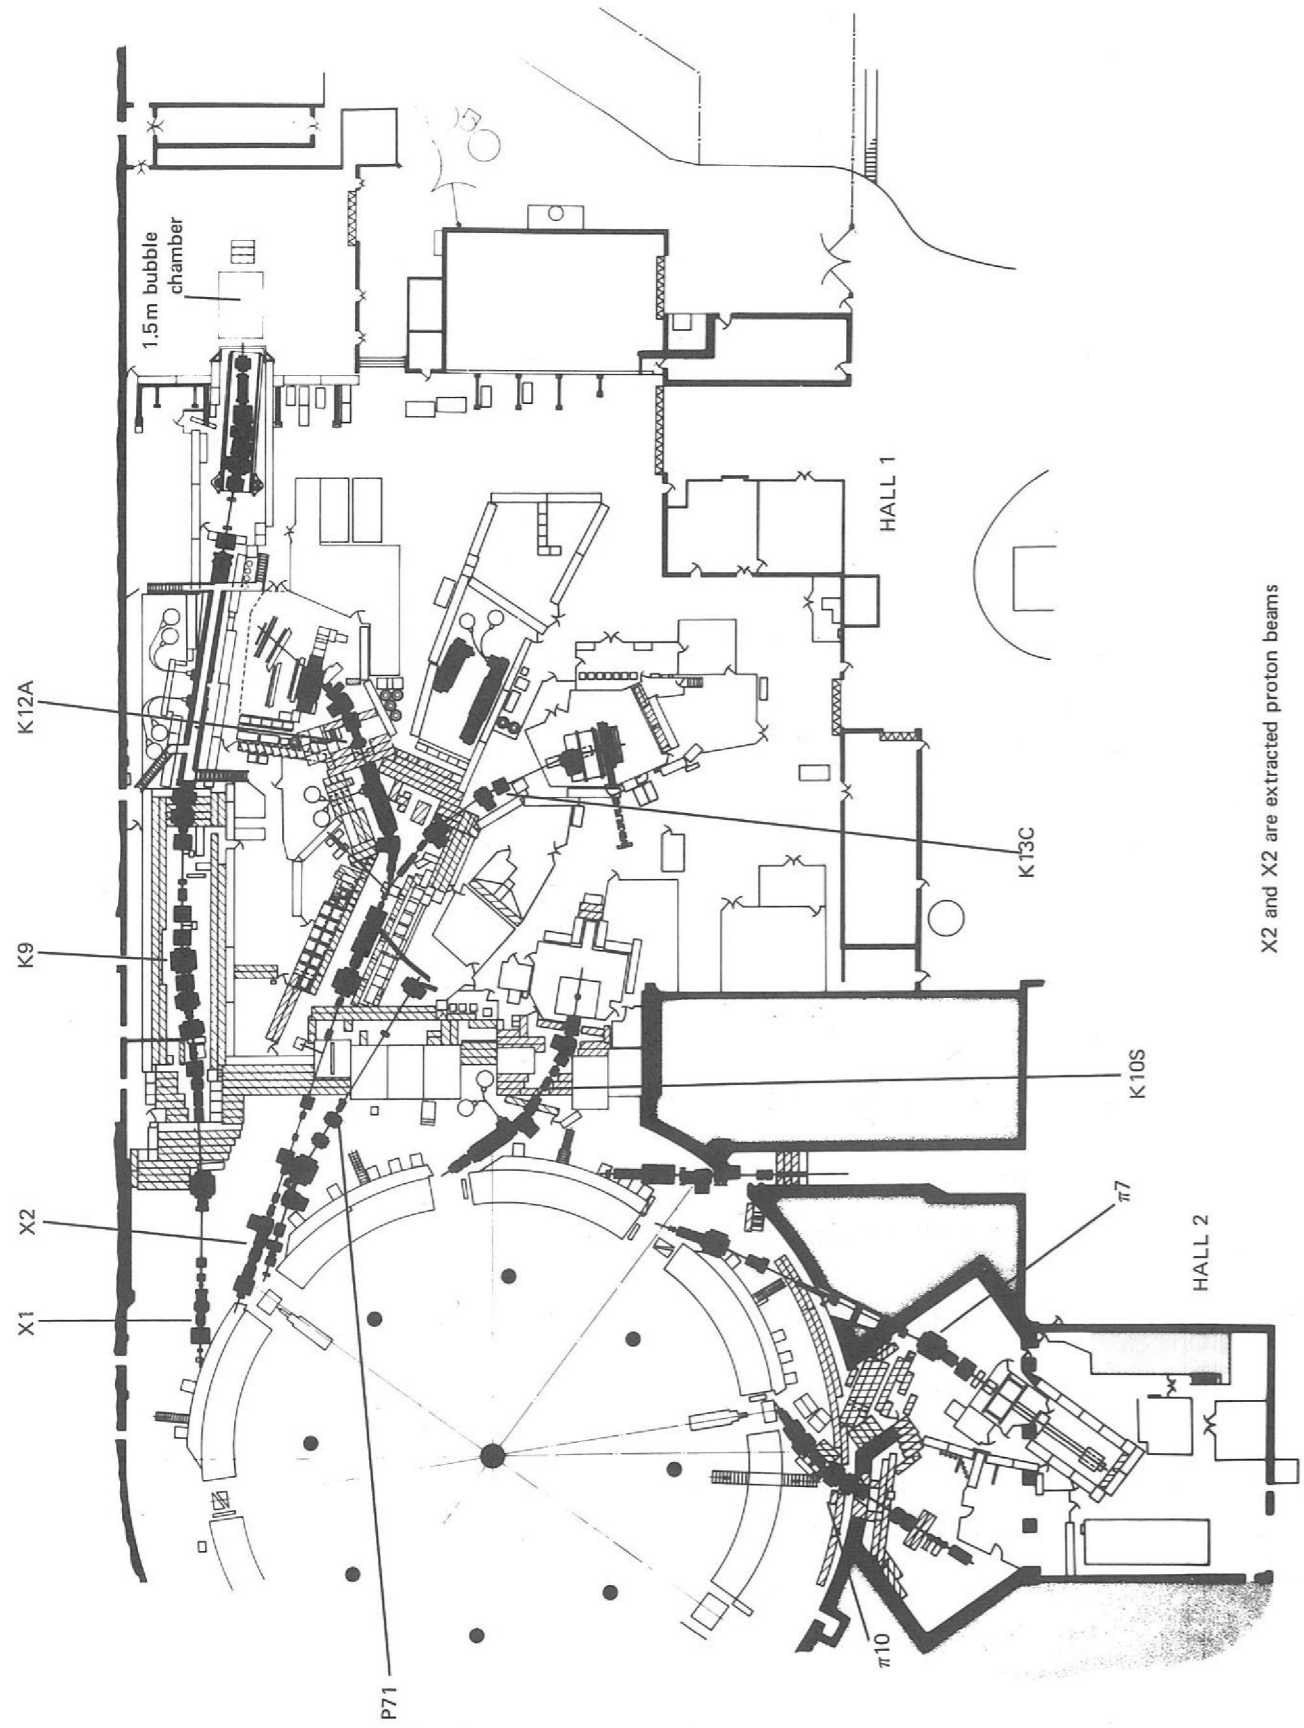 K12A
K9
X2
X1
1.5m bubble
chamber
HALL 1
K13C
K10S
π7
HALL 2
P71
π10
X2 and X2 are extracted proton beams